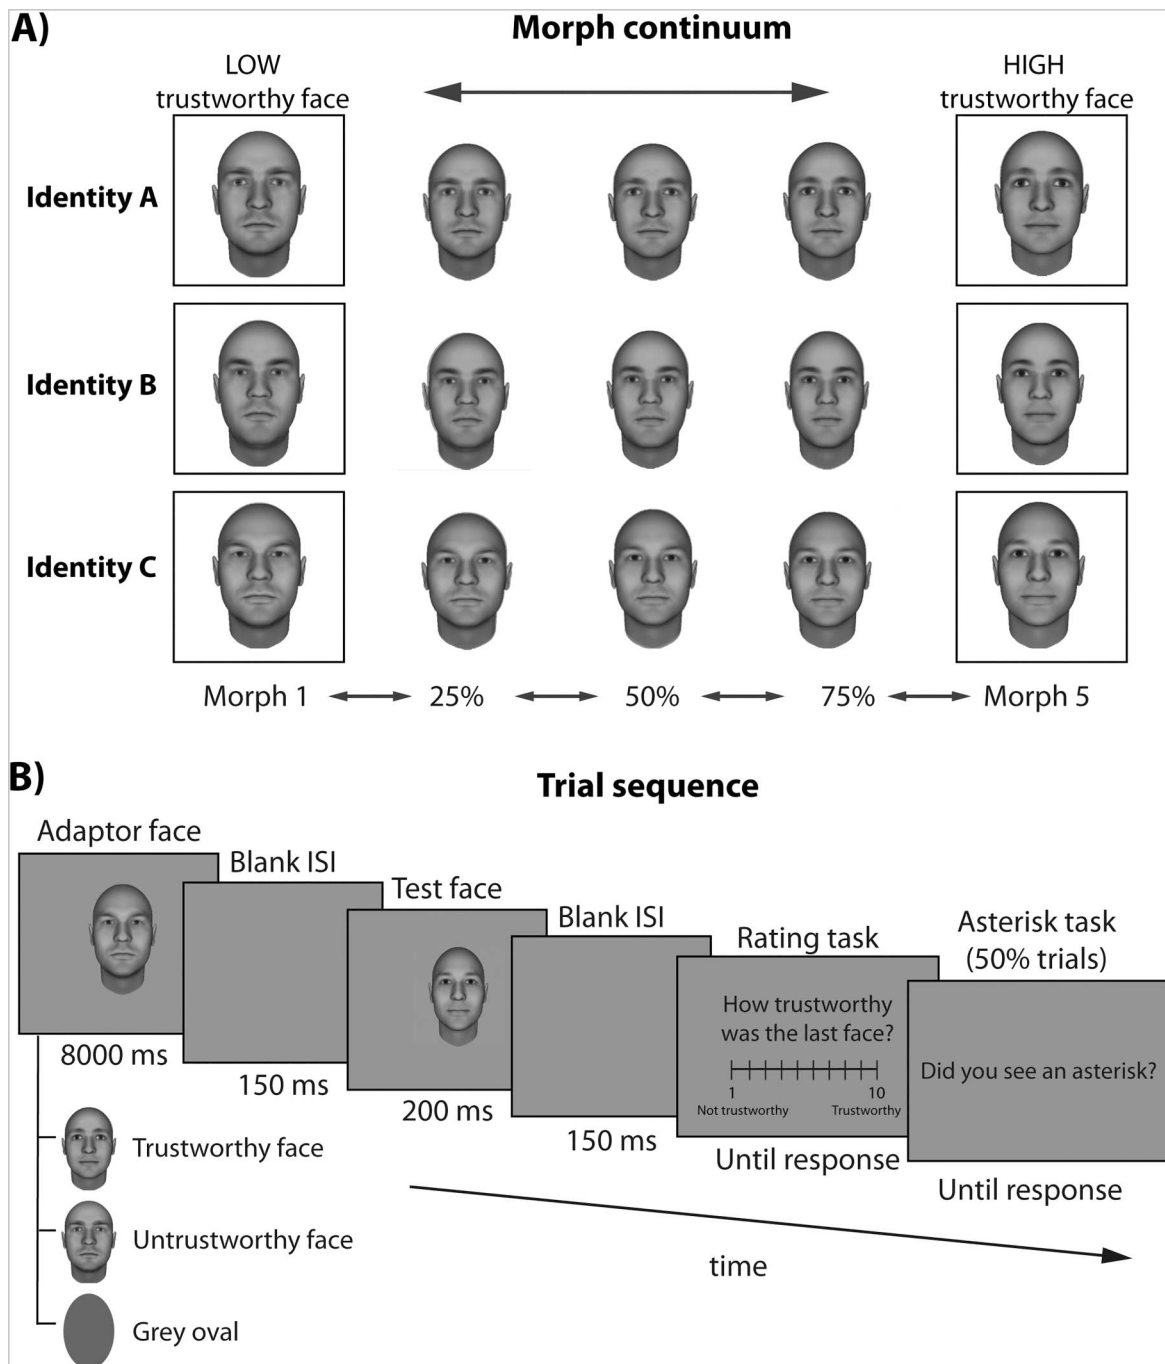 A)
Morph continuum
LOW
trustworthy face
HIGH
trustworthy face
Identity A
Identity B
Identity C
Morph 1
25%
50%
75%
Morph 5
B)
Trial sequence
Adaptor face
Blank ISI
Test face
Blank ISI
Rating task
Asterisk task
(50% trials)
How trustworthy
was the last face?
1
10
Not trustworthy
Trustworthy
Did you see an asterisk?
8000 ms
150 ms
200 ms
150 ms
Until response
Until response
Trustworthy face
Untrustworthy face
Grey oval
time